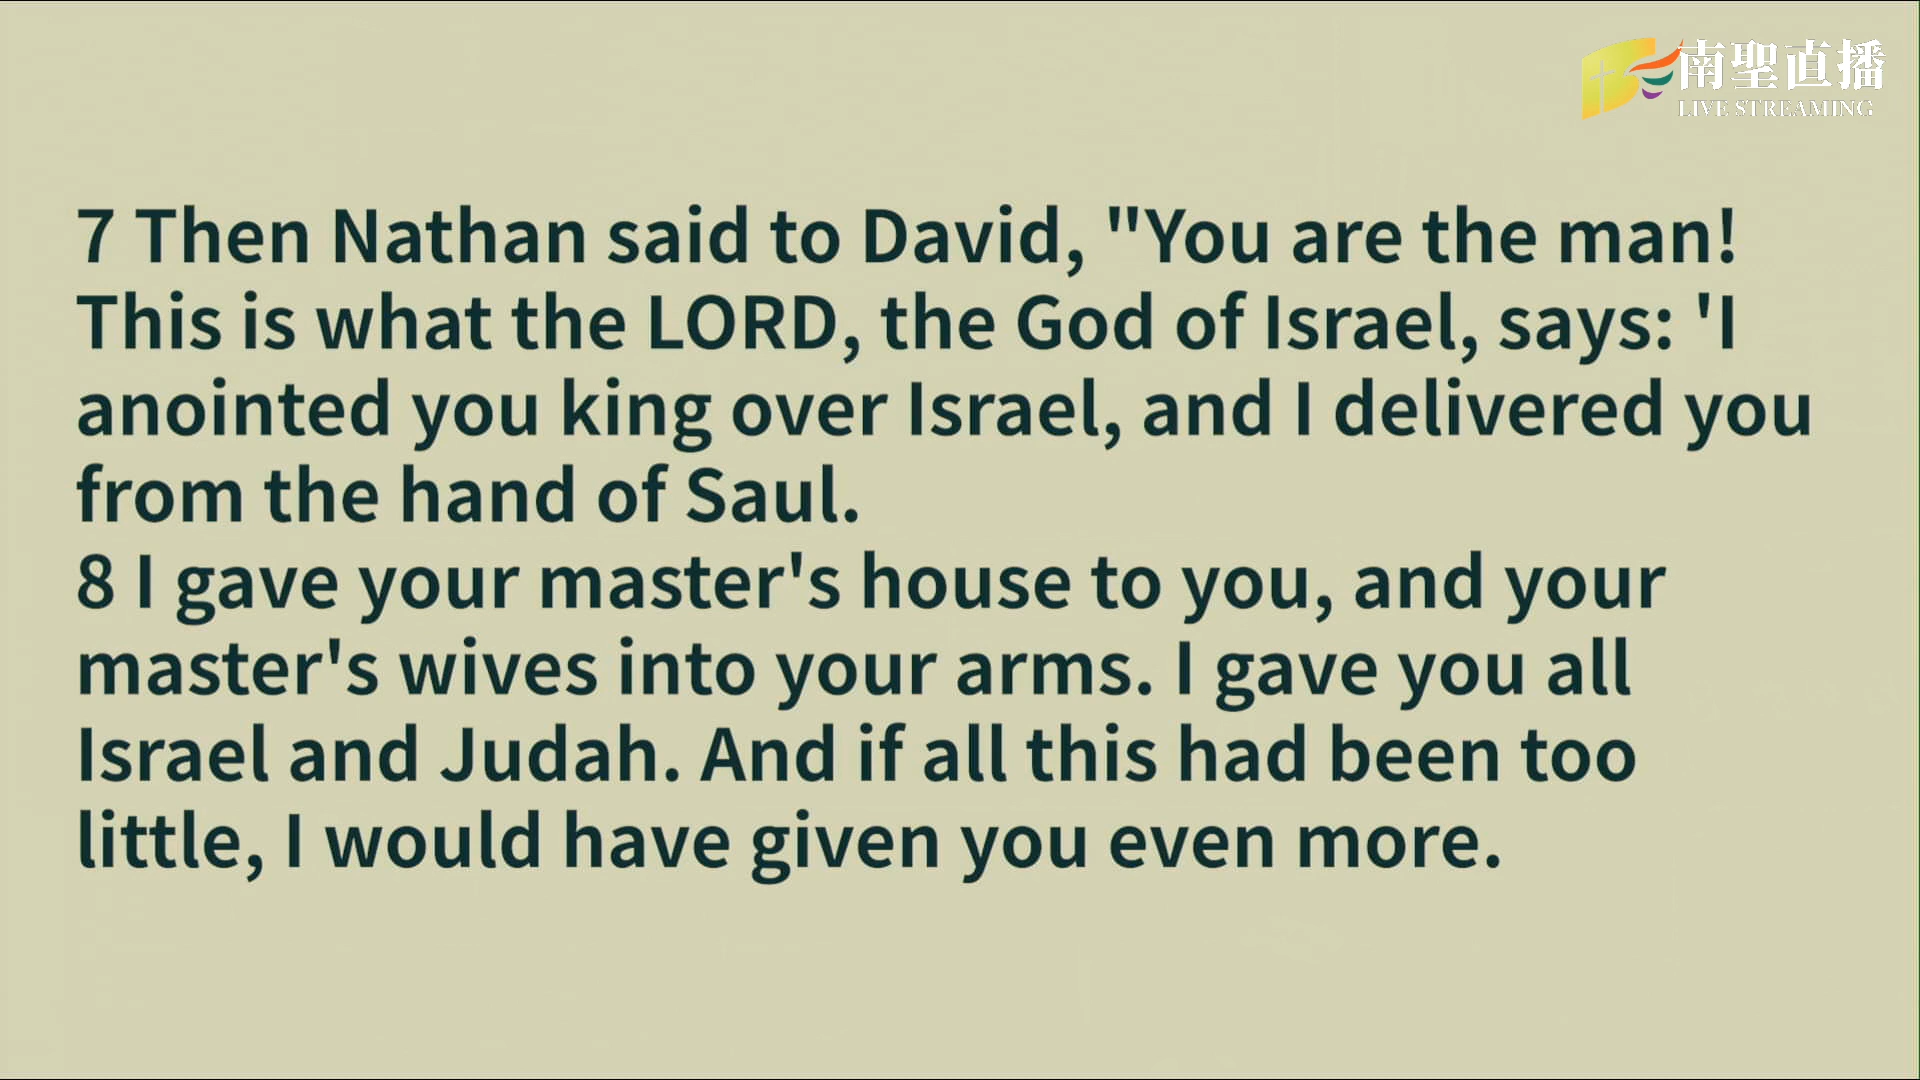 南聖直播
LIVE STREAMING
7 Then Nathan said to David, "You are the man!
This is what the LORD, the God of Israel, says: 'I
anointed you king over Israel, and I delivered you
from the hand of Saul.
8 I gave your master's house to you, and your
master's wives into your arms. I gave you all
Israel and Judah. And if all this had been too
little, I would have given you even more.